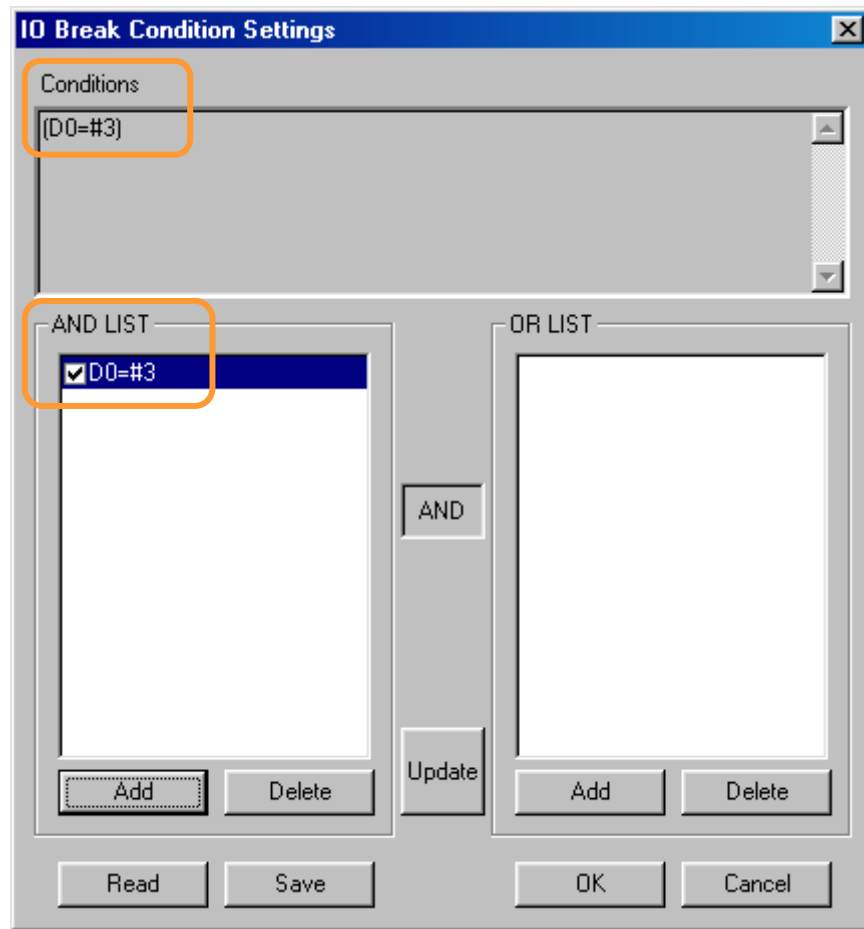 IO Break Condition Settings
Conditions
(D0=#3)
AND LIST
D0=#3
Add Delete
AND
Update
OR LIST
Add Delete
Read Save OK Cancel